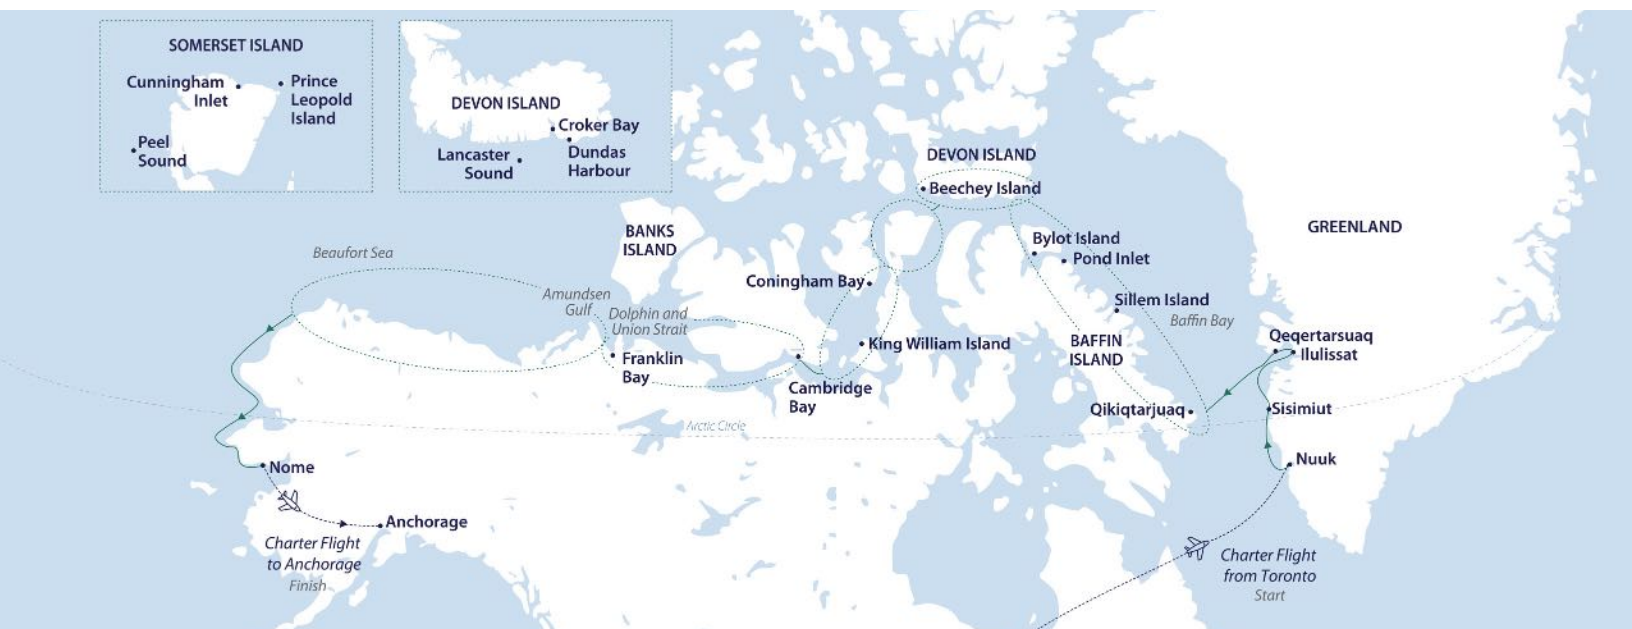 SOMERSET ISLAND
Cunningham
Inlet
Prince
Leopold
Island
Peel
Sound
DEVON ISLAND
Croker Bay
Lancaster
Sound
Dundas
Harbour
DEVON ISLAND
Beechey Island
BANKS
ISLAND
GREENLAND
Beaufort Sea
Bylot Island
Pond Inlet
Coningham Bay
Amundsen
Gulf
Dolphin and
Union Strait
Sillem Island
Baffin Bay
Franklin
Bay
King William Island
BAFFIN
ISLAND
Qeqertarsuaq
Ilulissat
Cambridge
Bay
Qikiqtarjuaq
Sisimiut
Arctic Circle
Nome
Nuuk
Anchorage
Charter Flight
to Anchorage
Finish
Charter Flight
from Toronto
Start